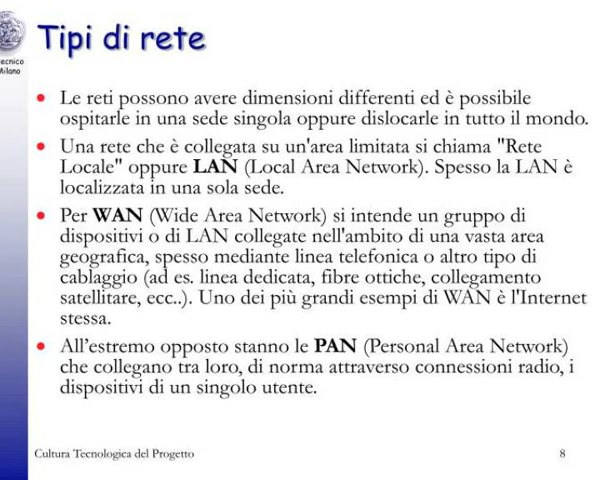 Tipi di rete
tecnico
Milano
Le reti possono avere dimensioni differenti ed è possibile
ospitarle in una sede singola oppure dislocarle in tutto il mondo.
Una rete che è collegata su un'area limitata si chiama "Rete
Locale" oppure LAN (Local Area Network). Spesso la LAN è
localizzata in una sola sede.
Per WAN (Wide Area Network) si intende un gruppo di
dispositivi o di LAN collegate nell'ambito di una vasta area
geografica, spesso mediante linea telefonica o altro tipo di
cablaggio (ad es. linea dedicata, fibre ottiche, collegamento
satellitare, ecc..). Uno dei più grandi esempi di WAN è l'Internet
stessa.
All’estremo opposto stanno le PAN (Personal Area Network)
che collegano tra loro, di norma attraverso connessioni radio, i
dispositivi di un singolo utente.
Cultura Tecnologica del Progetto
8